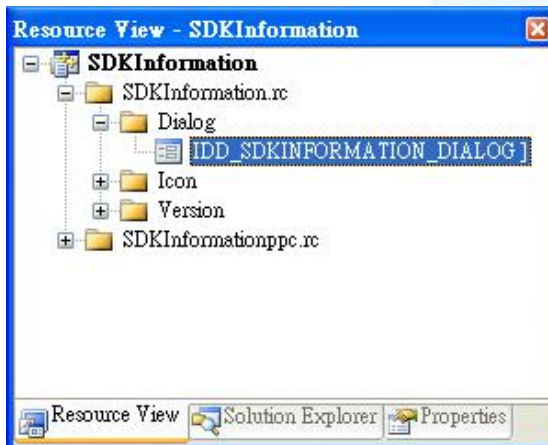 Resource View - SDKInformation
SDKInformation
SDKInformation.rc
Dialog
IDD_SDKINFORMATION_DIALOG ]
Icon
Version
SDKInformationppc.rc
Resource View Solution Explorer Properties